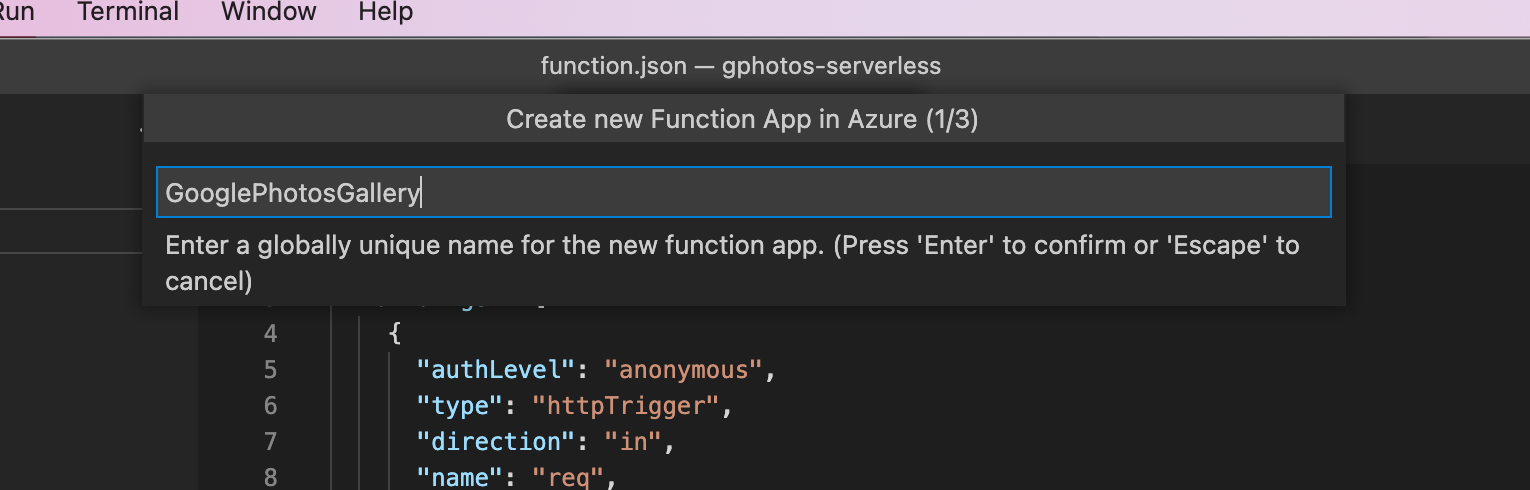 Run Terminal Window Help
function.json — gphotos-serverless
Create new Function App in Azure (1/3)
GooglePhotosGallery
Enter a globally unique name for the new function app. (Press 'Enter' to confirm or 'Escape' to
cancel)
4 {
5 "authLevel": "anonymous",
6 "type": "httpTrigger",
7 "direction": "in",
8 "name": "req",